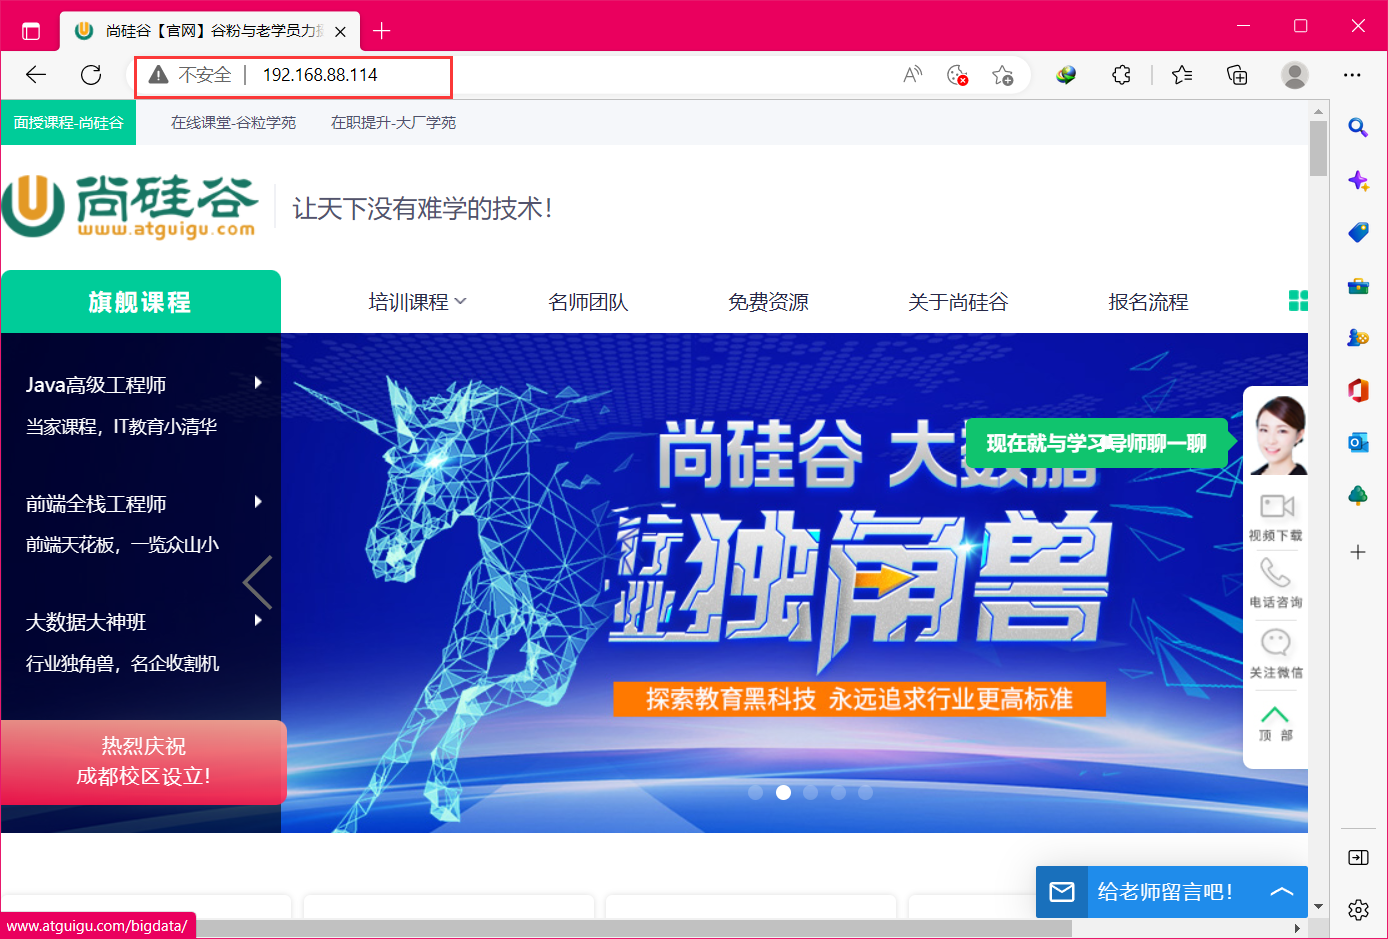 尚硅谷【官网】谷粉与老学员力
不安全 192.168.88.114
面授课程-尚硅谷 在线课堂-谷粒学苑 在职提升-大厂学苑
尚硅谷
www.atguigu.com
让天下没有难学的技术！
旗舰课程 培训课程 名师团队 免费资源 关于尚硅谷 报名流程
Java高级工程师
当家课程，IT教育小清华
前端全栈工程师
前端天花板，一览众山小
大数据大神班
行业独角兽，名企收割机
热烈庆祝
成都校区设立！
尚硅谷 大数据
行业独角兽
探索教育黑科技 永远追求行业更高标准
现在就与学习导师聊一聊
视频下载
电话咨询
关注微信
顶 部
给老师留言吧！
www.atguigu.com/bigdata/